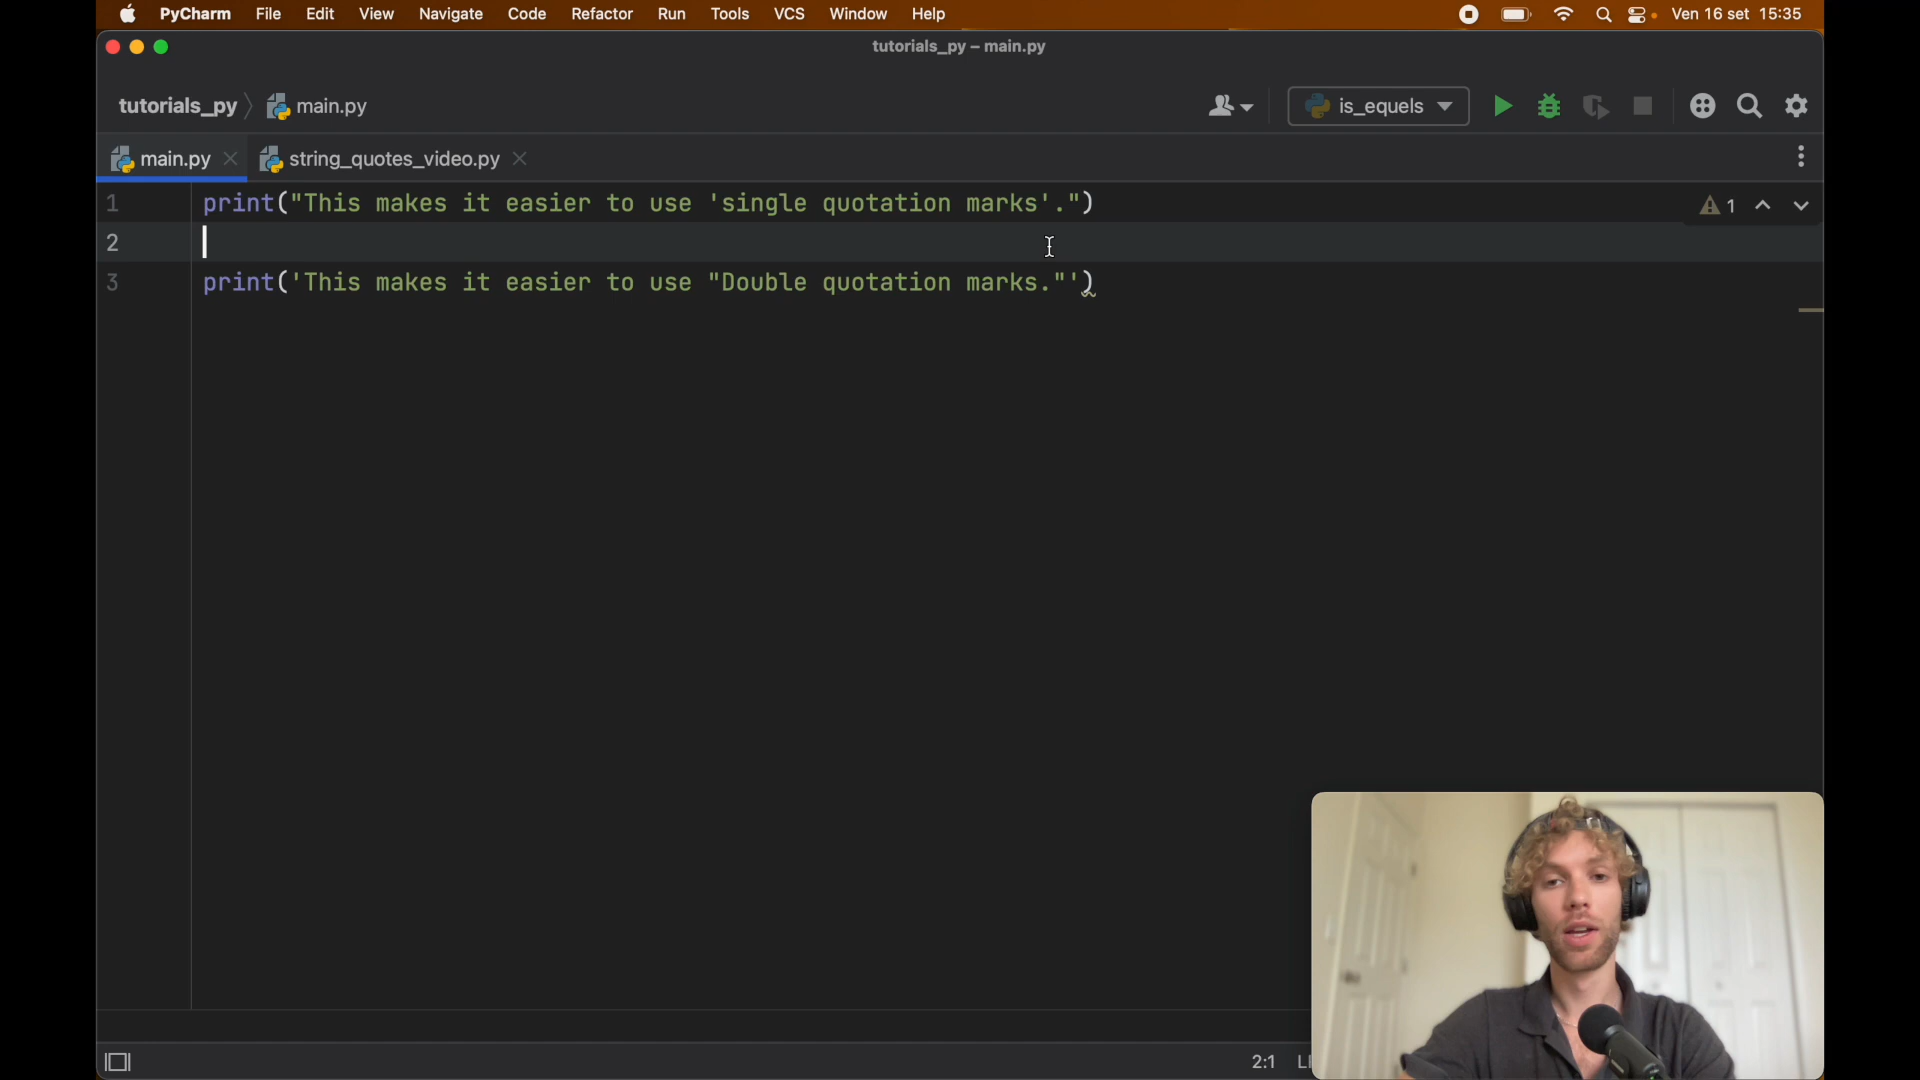 PyCharm File Edit View Navigate Code Refactor Run Tools VCS Window Help Ven 16 set 15:35
tutorials_py – main.py
tutorials_py main.py is_equels
main.py string_quotes_video.py
1 print("This makes it easier to use 'single quotation marks'.") 1
2
3 print('This makes it easier to use "Double quotation marks."')
2:1